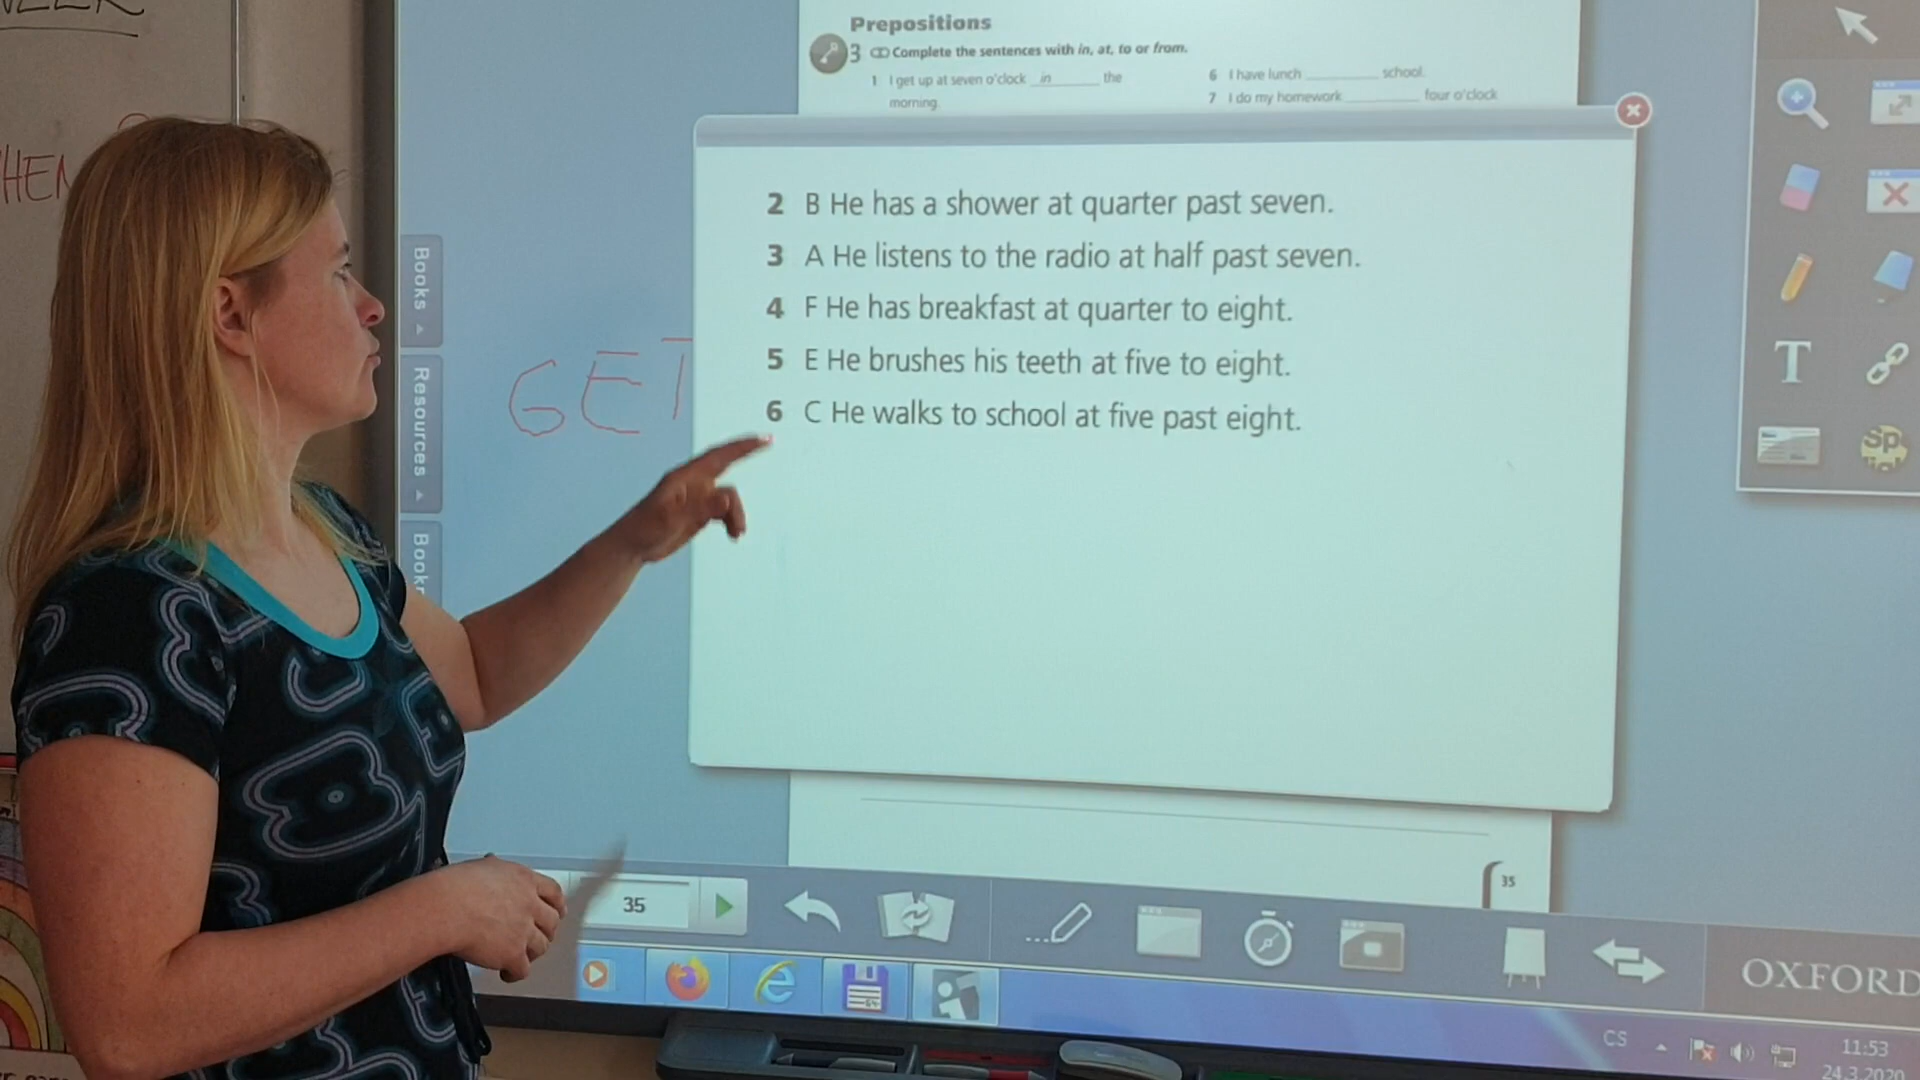 Prepositions
3 Complete the sentences with in, at, to or from.
1 I get up at seven o'clock in the
morning.
6 I have lunch school.
7 I do my homework four o'clock
2 B He has a shower at quarter past seven.
3 A He listens to the radio at half past seven.
4 F He has breakfast at quarter to eight.
5 E He brushes his teeth at five to eight.
6 C He walks to school at five past eight.
GET
Books
Resources
T
35
35
OXFORD
CS
11:53
24.3.2020